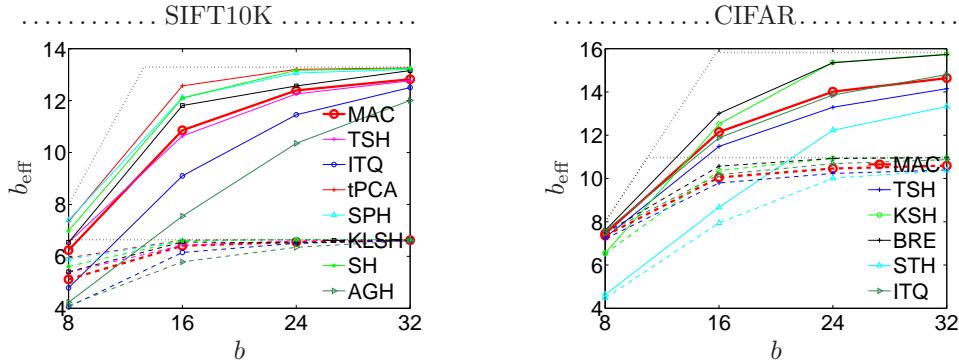 SIFT10K
14
12
10
8
6
4
b_eff
8
16
24
32
b
MAC
TSH
ITQ
tPCA
SPH
KLSH
SH
AGH
CIFAR
16
14
12
10
8
6
4
b_eff
8
16
24
32
b
MAC
TSH
KSH
BRE
STH
ITQ